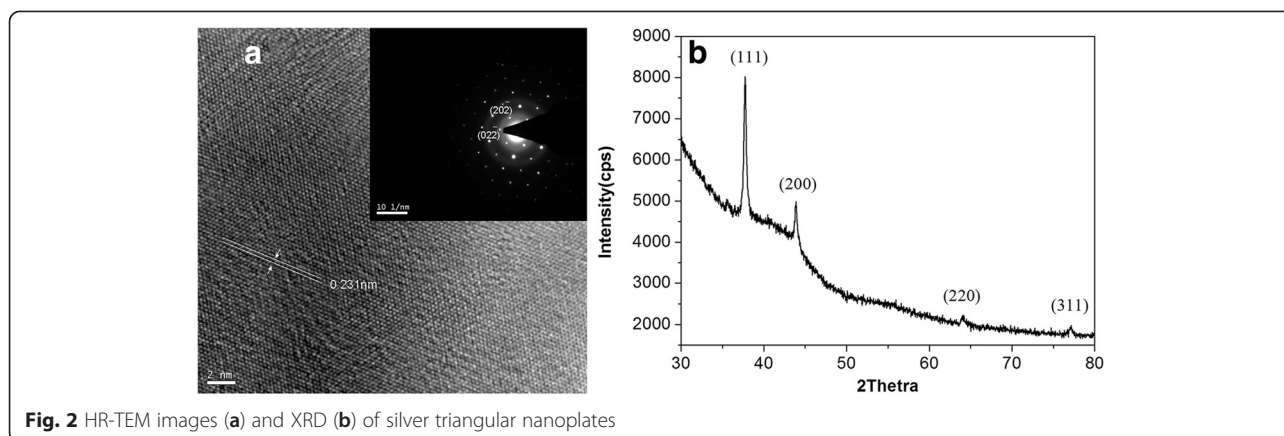 a
(202)
(022)
10 1/nm
0.231nm
2 nm
b
(111)
(200)
(220)
(311)
9000
8000
7000
6000
5000
4000
3000
2000
30 40 50 60 70 80
Intensity(cps)
2Thetra
Fig. 2 HR-TEM images (a) and XRD (b) of silver triangular nanoplates